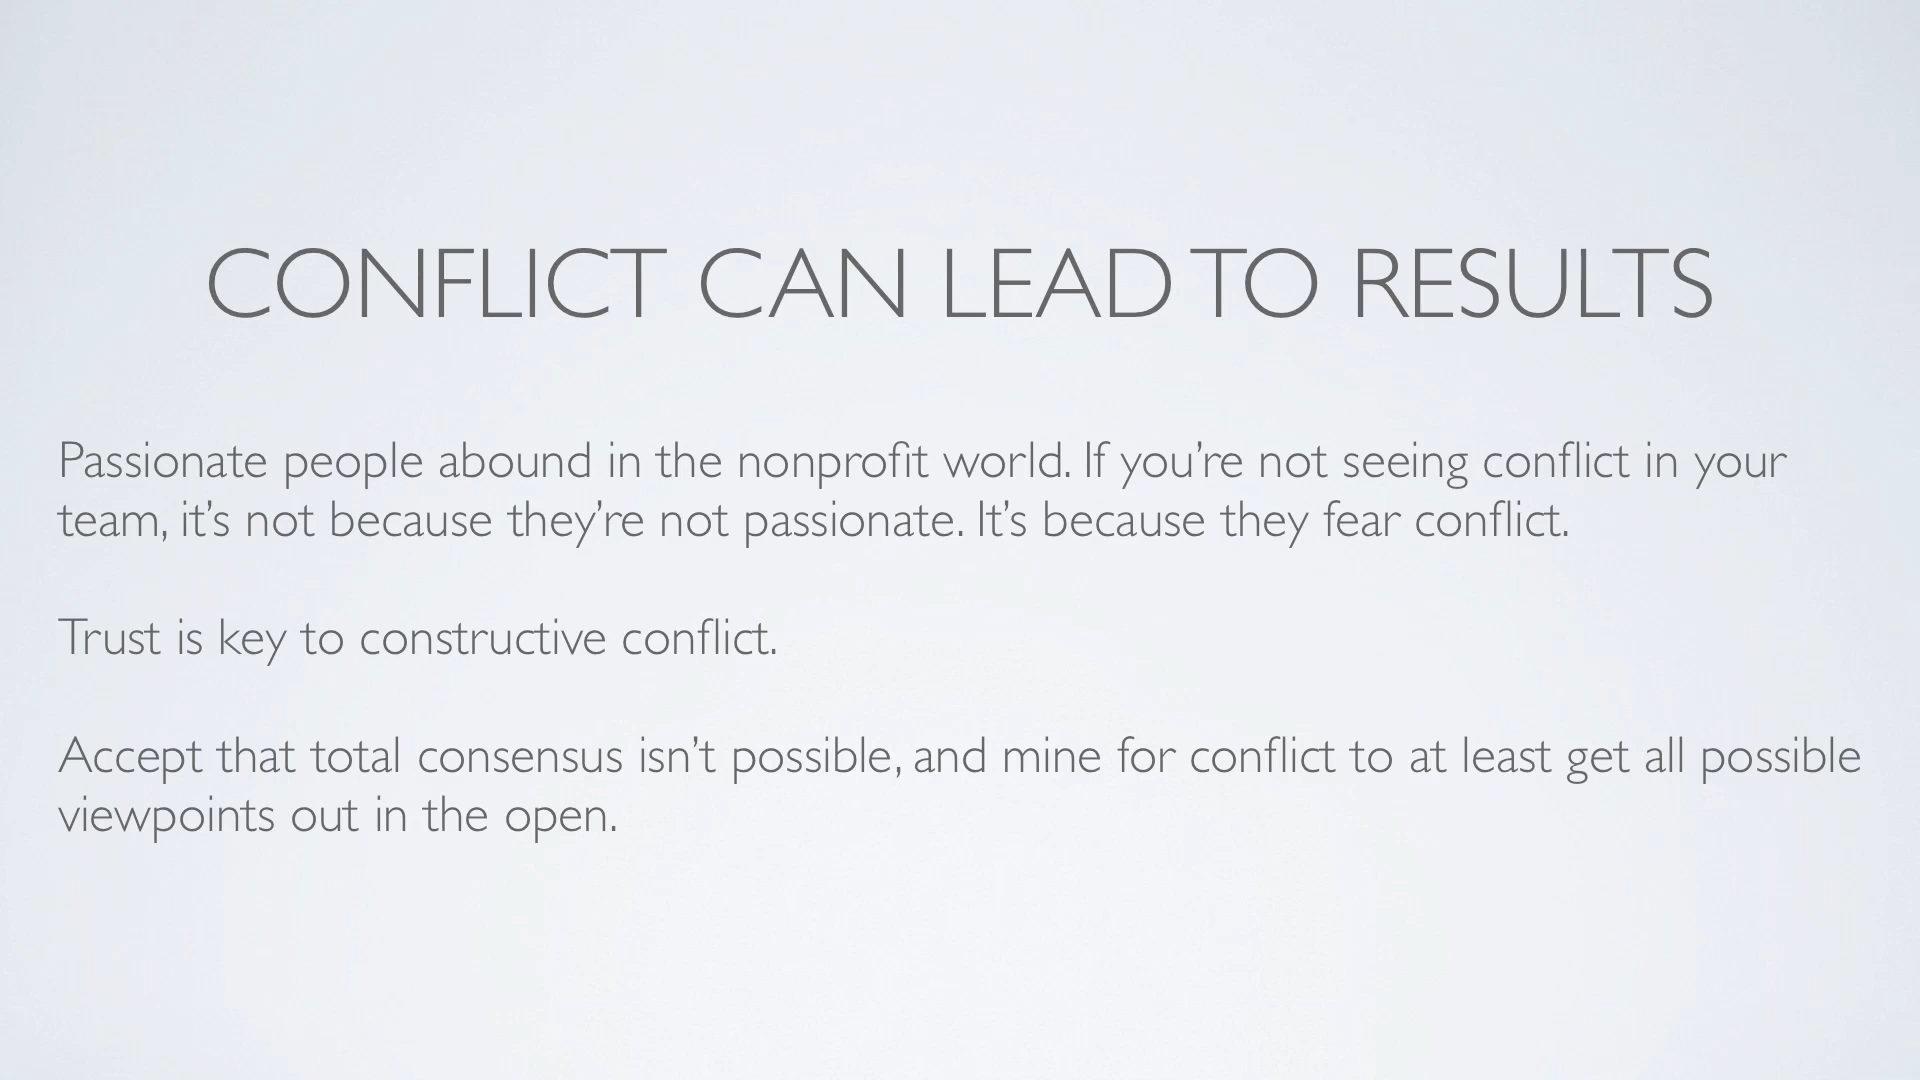 CONFLICT CAN LEAD TO RESULTS
Passionate people abound in the nonprofit world. If you’re not seeing conflict in your
team, it’s not because they’re not passionate. It’s because they fear conflict.
Trust is key to constructive conflict.
Accept that total consensus isn’t possible, and mine for conflict to at least get all possible
viewpoints out in the open.